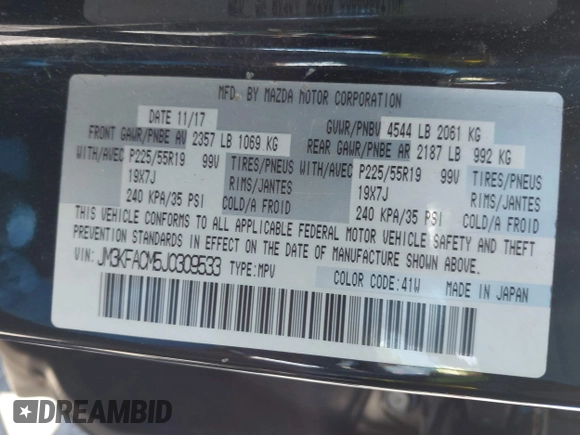 MFD. BY MAZDA MOTOR CORPORATION
DATE 11/17 GVWR/PNBV 4544 LB 2061 KG
FRONT GAWR/PNBE AV 2357 LB 1069 KG REAR GAWR/PNBE AR 2187 LB 992 KG
WITH/AVEC P225/55R19 99V TIRES/PNEUS WITH/AVEC P225/55R19 99V TIRES/PNEUS
19X7J RIMS/JANTES 19X7J RIMS/JANTES
240 KPA/35 PSI COLD/A FROID 240 KPA/35 PSI COLD/A FROID
THIS VEHICLE CONFORMS TO ALL APPLICABLE FEDERAL MOTOR VEHICLE SAFETY AND THEFT
PREVENTION STANDARDS IN EFFECT ON THE DATE OF MANUFACTURE SHOWN ABOVE.
VIN: JM3KFACM5J0309533 TYPE:MPV COLOR CODE:41W MADE IN JAPAN
DREAMBID